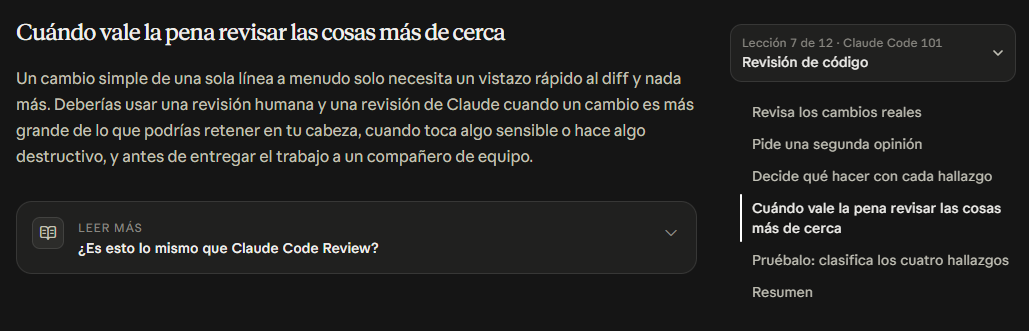 Cuándo vale la pena revisar las cosas más de cerca
Un cambio simple de una sola línea a menudo solo necesita un vistazo rápido al diff y nada
más. Deberías usar una revisión humana y una revisión de Claude cuando un cambio es más
grande de lo que podrías retener en tu cabeza, cuando toca algo sensible o hace algo
destructivo, y antes de entregar el trabajo a un compañero de equipo.
LEER MÁS
¿Es esto lo mismo que Claude Code Review?
Lección 7 de 12 · Claude Code 101
Revisión de código
Revisa los cambios reales
Pide una segunda opinión
Decide qué hacer con cada hallazgo
Cuándo vale la pena revisar las cosas
más de cerca
Pruébalo: clasifica los cuatro hallazgos
Resumen